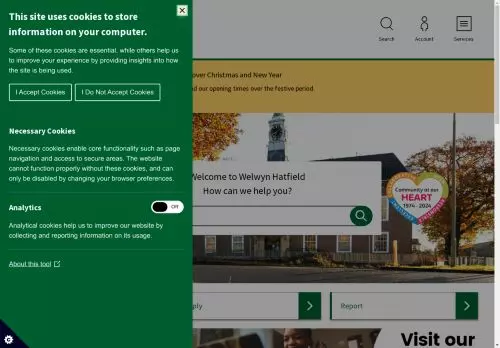 This site uses cookies to store
information on your computer.
Some of these cookies are essential, while others help us
to improve your experience by providing insights into how
the site is being used.
I Accept Cookies
I Do Not Accept Cookies
Necessary Cookies
Necessary cookies enable core functionality such as page
navigation and access to secure areas. The website
cannot function properly without these cookies, and can
only be disabled by changing your browser preferences.
Analytics
Off
Analytical cookies help us to improve our website by
collecting and reporting information on its usage.
About this tool
Search
Account
Services
over Christmas and New Year
our opening times over the festive period
Welcome to Welwyn Hatfield
How can we help you?
Community at our
HEART
1974 - 2024
Report
Visit our